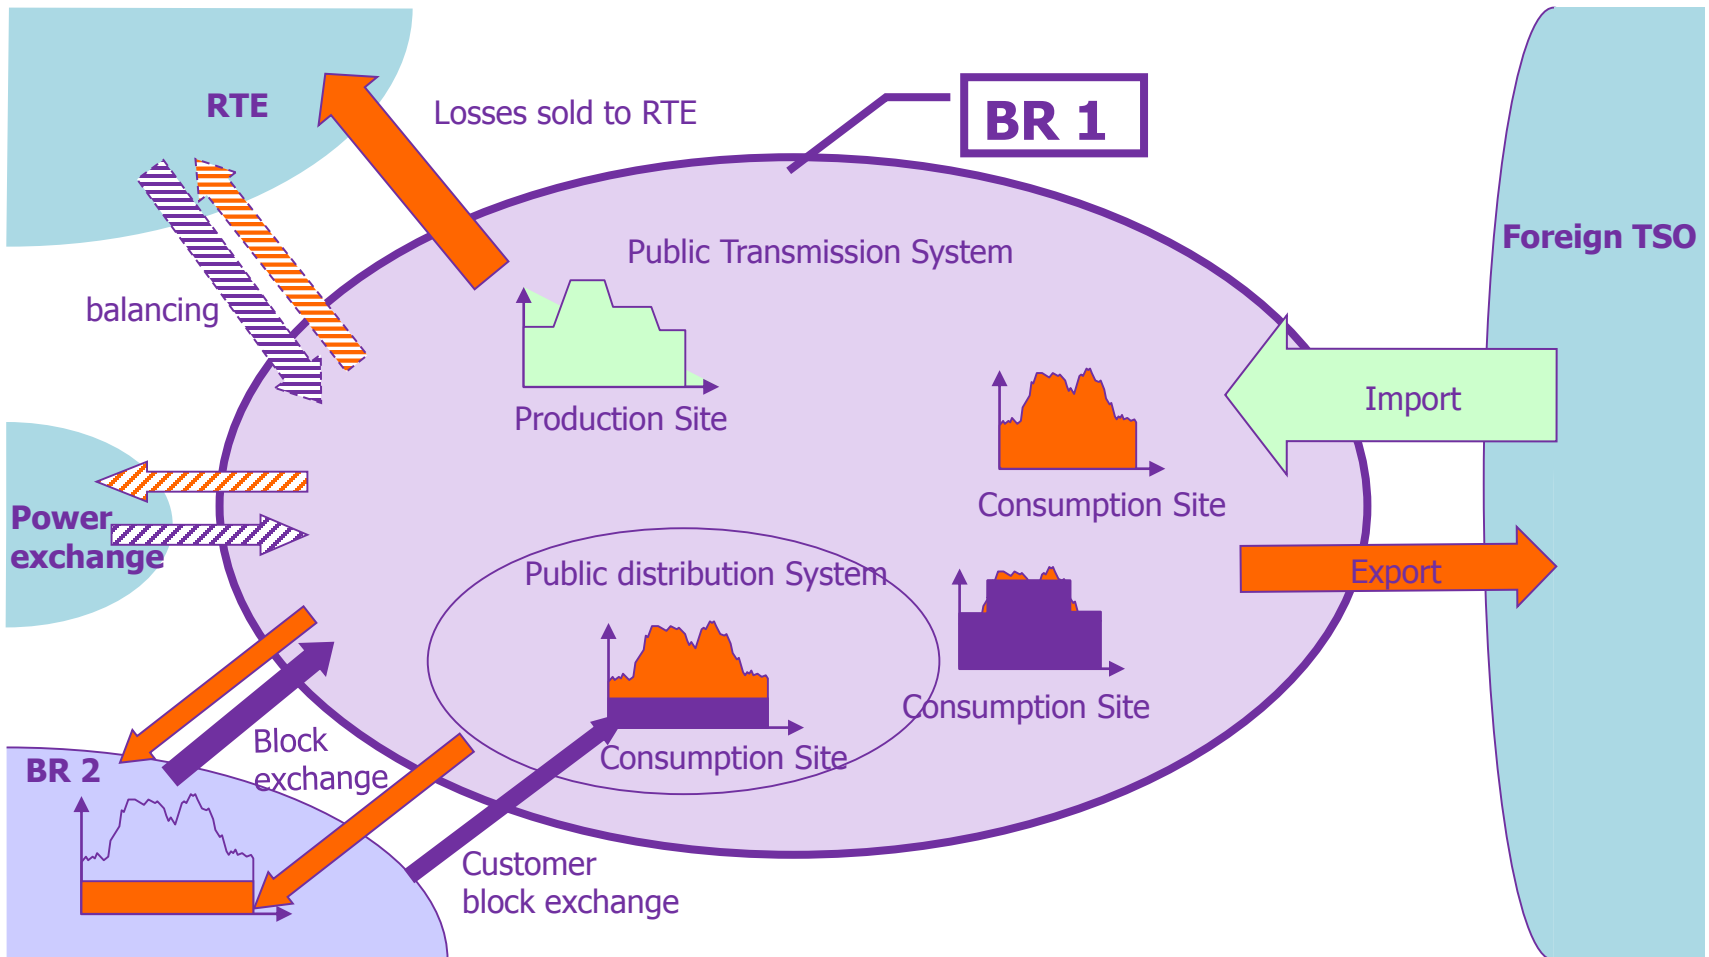 RTE
Losses sold to RTE
BR 1
Public Transmission System
Foreign TSO
balancing
Production Site
Import
Consumption Site
Power
exchange
Public distribution System
Export
Consumption Site
Block
exchange
Consumption Site
BR 2
Customer
block exchange